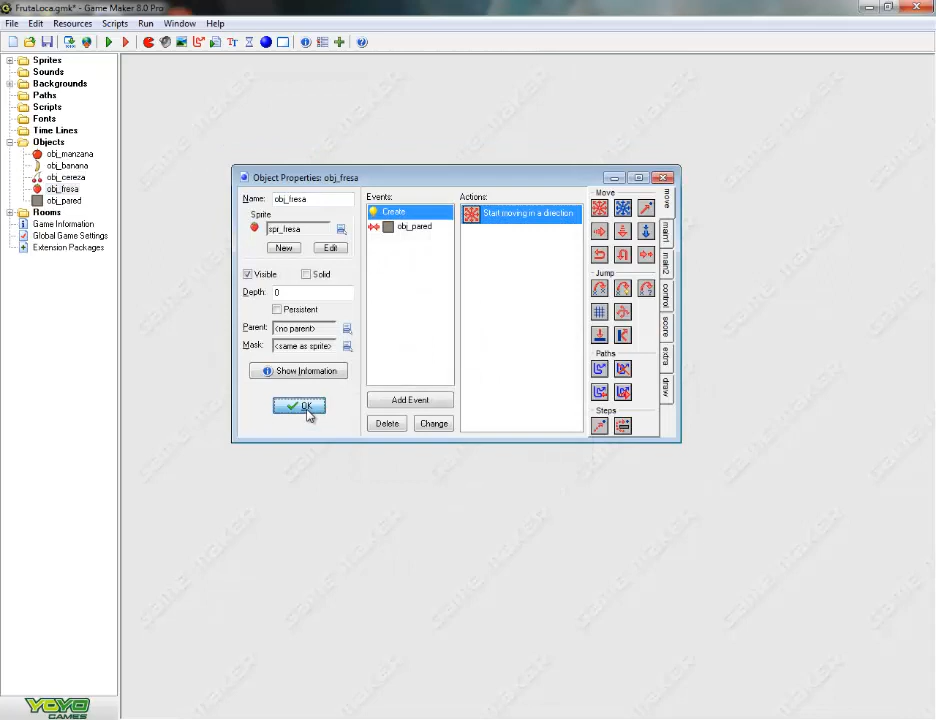 FrutaLoca.gmk* - Game Maker 8.0 Pro
File Edit Resources Scripts Run Window Help
Sprites
Sounds
Backgrounds
Paths
Scripts
Fonts
Time Lines
Objects
obj_manzana
obj_banana
obj_cereza
obj_fresa
obj_pared
Rooms
Game Information
Global Game Settings
Extension Packages
Object Properties: obj_fresa
Name: obj_fresa
Sprite
spr_fresa
New Edit
Visible Solid
Depth: 0
Persistent
Parent: <no parent>
Mask: <same as sprite>
Show Information
OK
Events:
Create
obj_pared
Add Event
Delete Change
Actions:
Start moving in a direction
Move
Jump
Paths
Steps
move
main1
main2
control
score
extra
draw
YOYO
GAMES